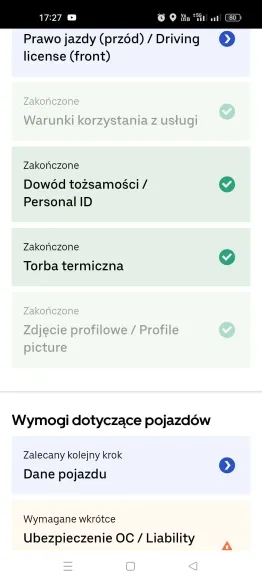 17:27
80
Prawo jazdy (przód) / Driving
license (front)
Zakończone
Warunki korzystania z usługi
Zakończone
Dowód tożsamości /
Personal ID
Zakończone
Torba termiczna
Zakończone
Zdjęcie profilowe / Profile
picture
Wymogi dotyczące pojazdów
Zalecany kolejny krok
Dane pojazdu
Wymagane wkrótce
Ubezpieczenie OC / Liability